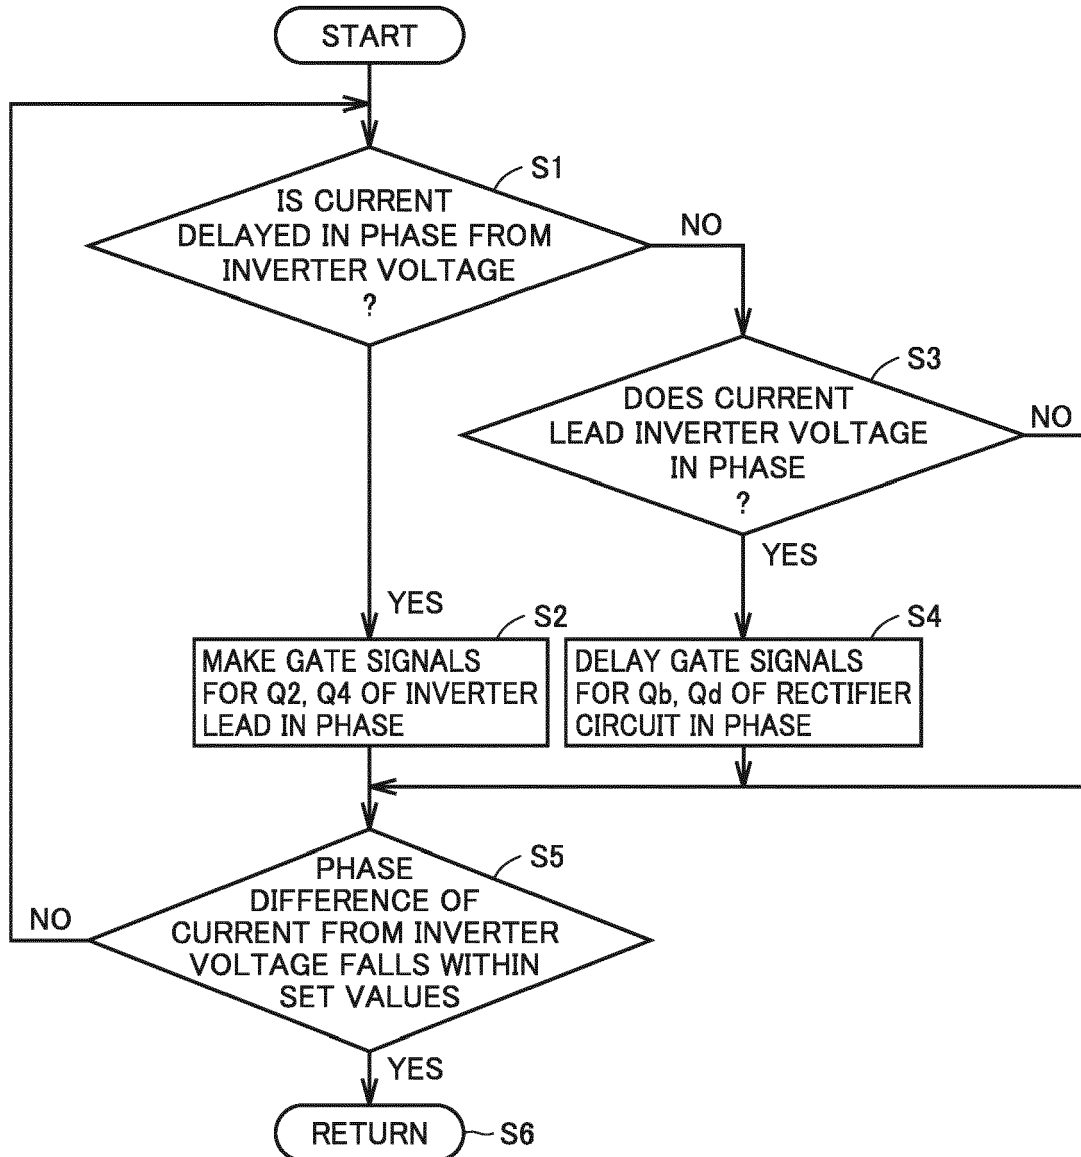 START
S1
IS CURRENT
DELAYED IN PHASE FROM
INVERTER VOLTAGE
?
NO
S3
DOES CURRENT
LEAD INVERTER VOLTAGE
IN PHASE
?
NO
YES
YES
S2
MAKE GATE SIGNALS
FOR Q2, Q4 OF INVERTER
LEAD IN PHASE
S4
DELAY GATE SIGNALS
FOR Qb, Qd OF RECTIFIER
CIRCUIT IN PHASE
S5
PHASE
DIFFERENCE OF
CURRENT FROM INVERTER
VOLTAGE FALLS WITHIN
SET VALUES
NO
YES
RETURN
S6